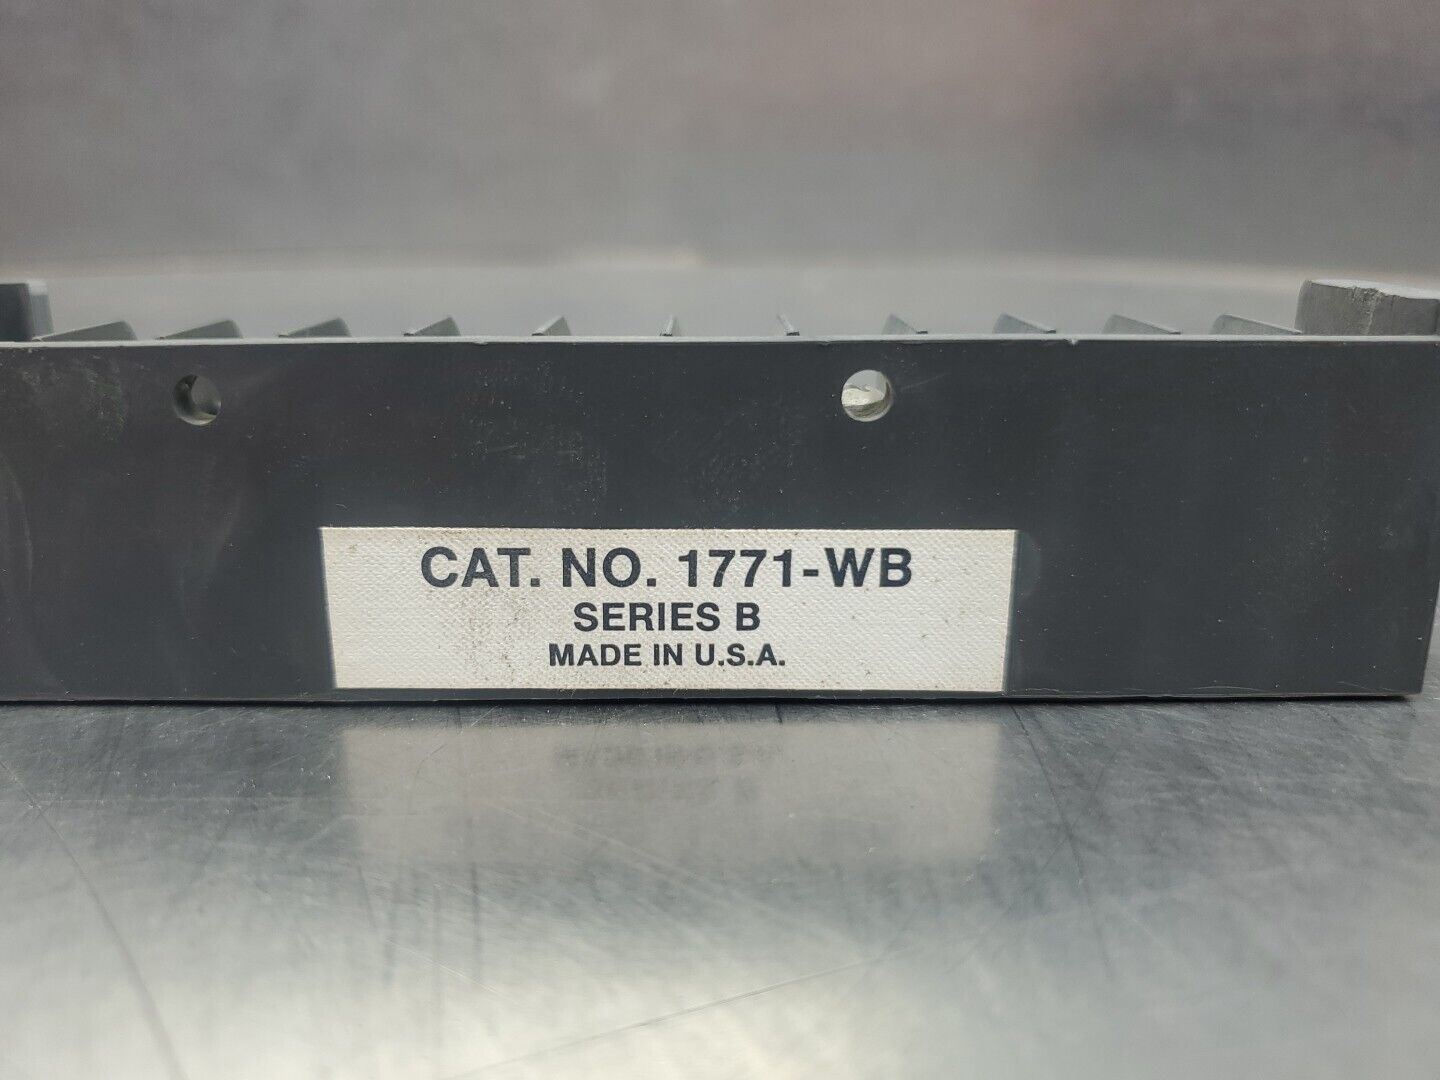 CAT. NO. 1771-WB
SERIES B
MADE IN U.S.A.